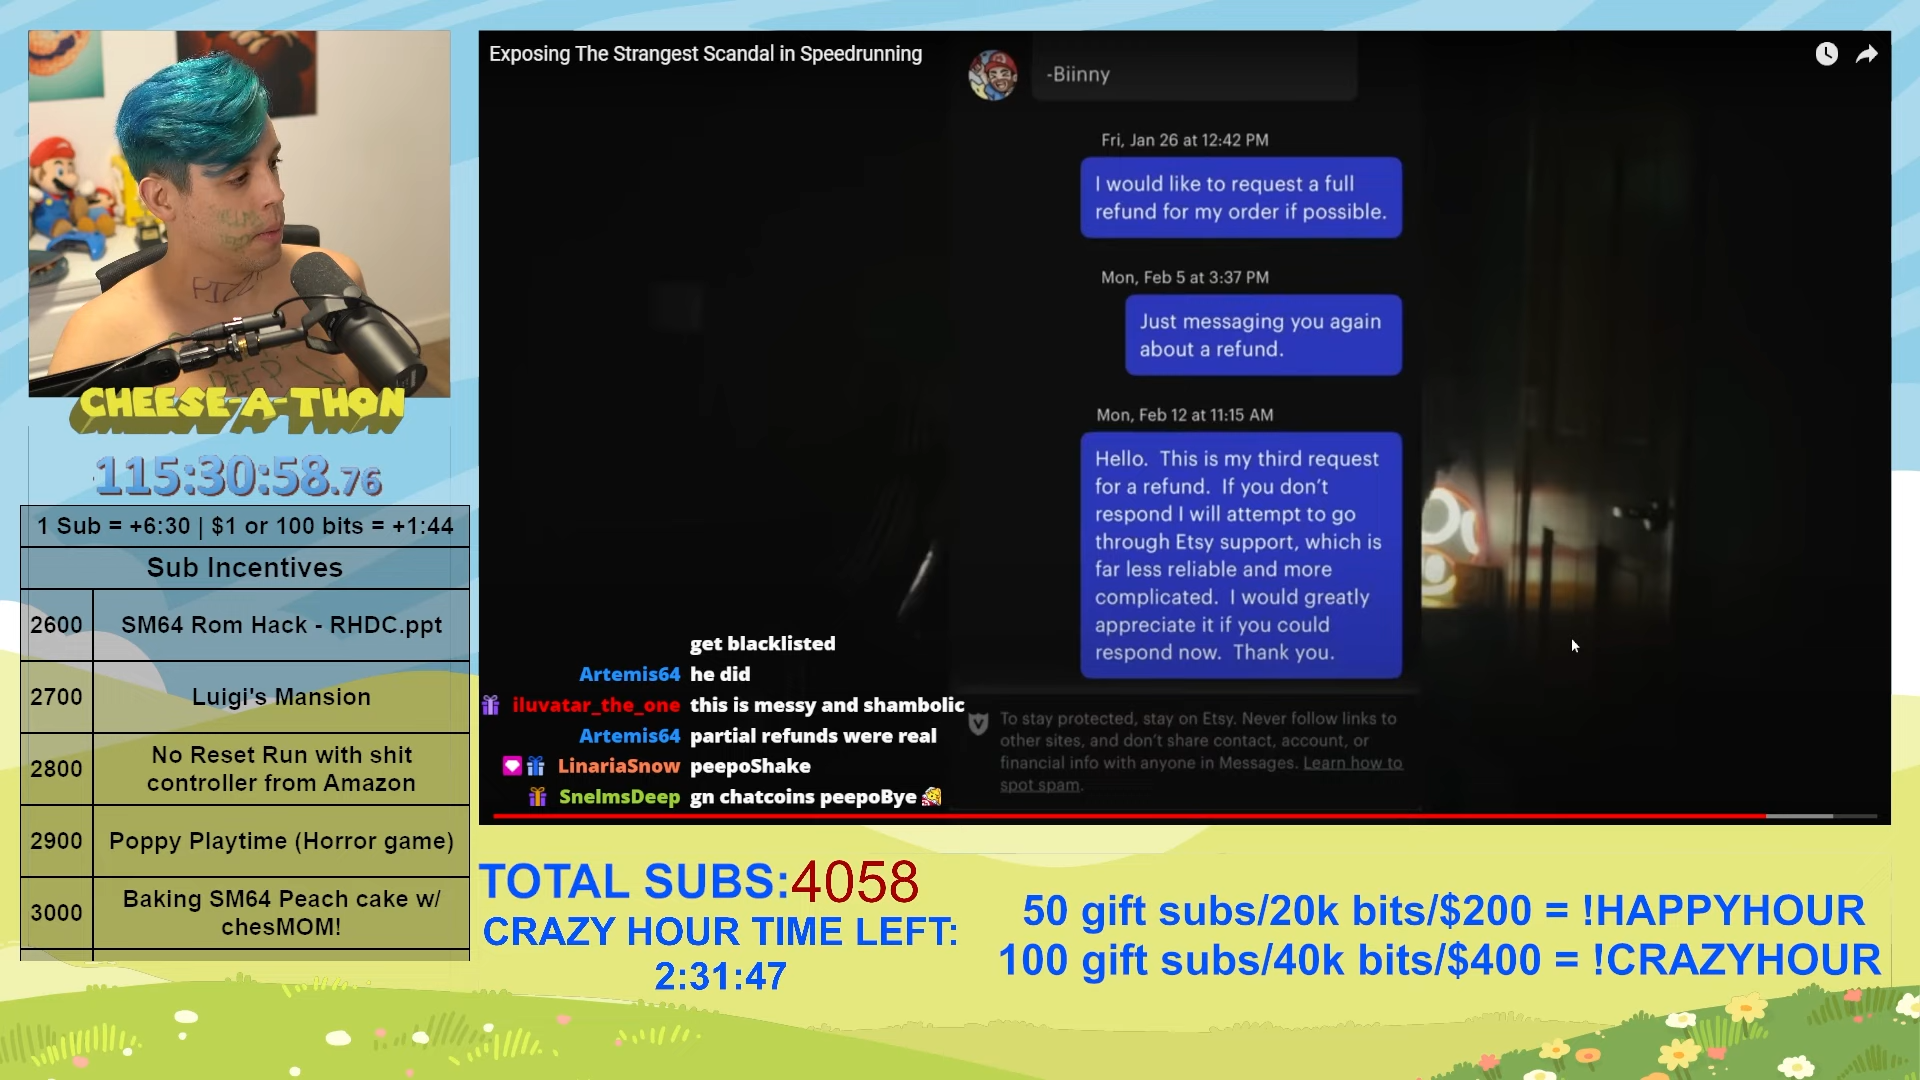 Exposing The Strangest Scandal in Speedrunning
-Biinny
Fri, Jan 26 at 12:42 PM
I would like to request a full
refund for my order if possible.
Mon, Feb 5 at 3:37 PM
Just messaging you again
about a refund.
Mon, Feb 12 at 11:15 AM
Hello. This is my third request
for a refund. If you don't
respond I will attempt to go
through Etsy support, which is
far less reliable and more
complicated. I would greatly
appreciate it if you could
respond now. Thank you.
To stay protected, stay on Etsy. Never follow links to
other sites, and don't share contact, account, or
financial info with anyone in Messages. Learn how to
spot spam.
get blacklisted
Artemis64 he did
iluvatar_the_one this is messy and shambolic
Artemis64 partial refunds were real
LinariaSnow peepoShake
SnelmsDeep gn chatcoins peepoBye
CHEESE-A-THON
115:30:58.76
1 Sub = +6:30 | $1 or 100 bits = +1:44
Sub Incentives
2600 SM64 Rom Hack - RHDC.ppt
2700 Luigi's Mansion
2800 No Reset Run with shit
controller from Amazon
2900 Poppy Playtime (Horror game)
3000 Baking SM64 Peach cake w/
chesMOM!
TOTAL SUBS:4058
CRAZY HOUR TIME LEFT:
2:31:47
50 gift subs/20k bits/$200 = !HAPPYHOUR
100 gift subs/40k bits/$400 = !CRAZYHOUR